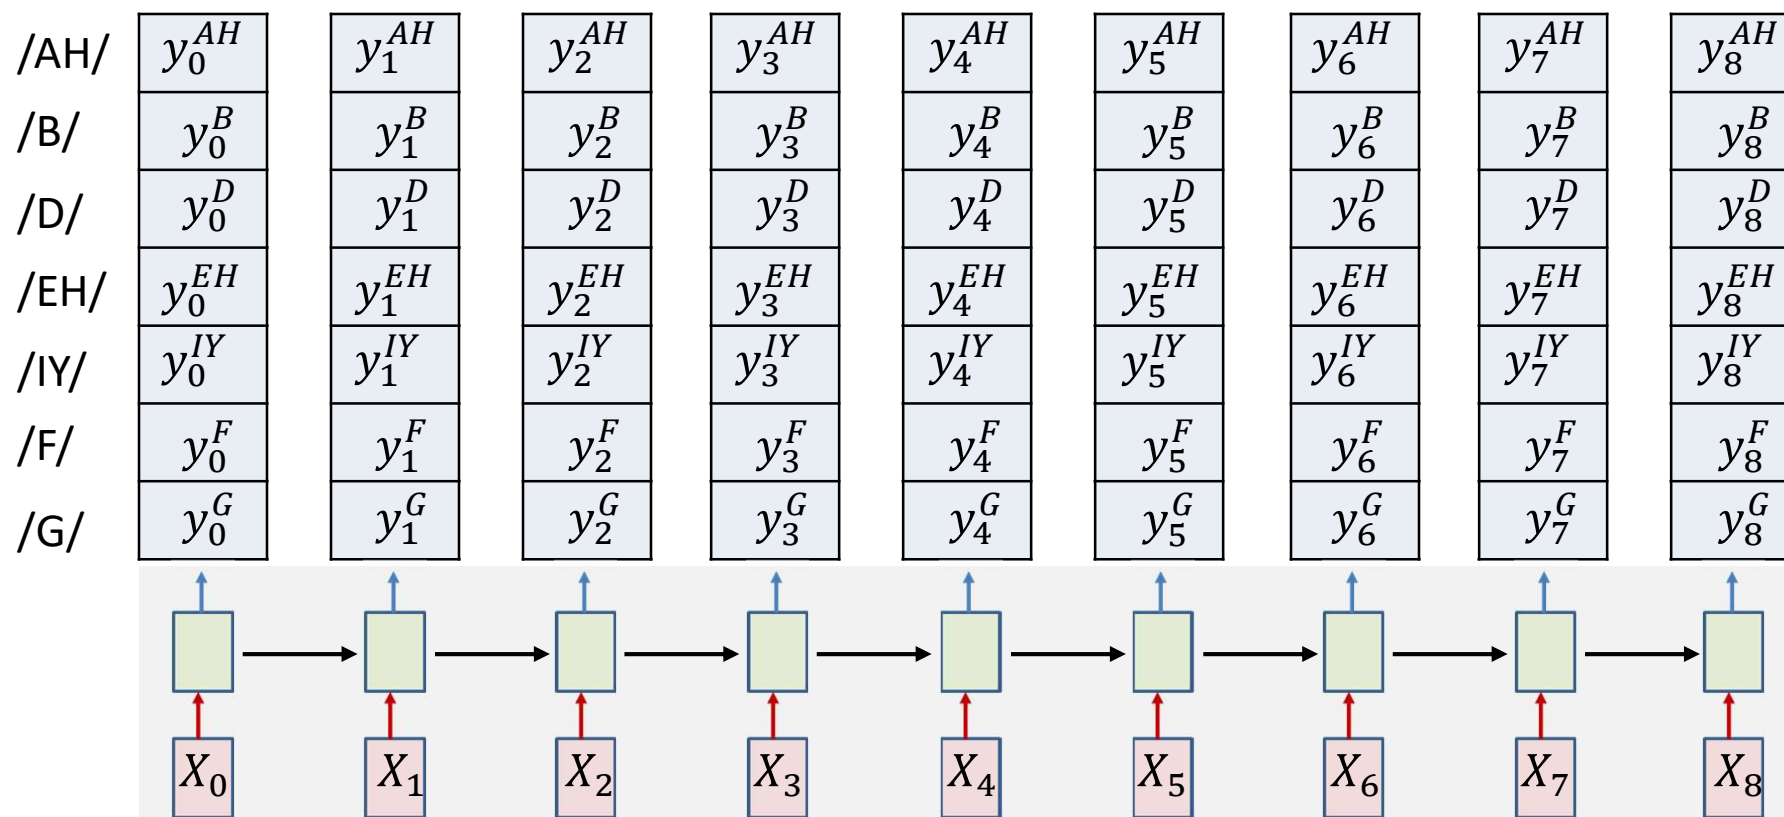 /AH/ y_0^{AH} y_1^{AH} y_2^{AH} y_3^{AH} y_4^{AH} y_5^{AH} y_6^{AH} y_7^{AH} y_8^{AH}
/B/ y_0^B y_1^B y_2^B y_3^B y_4^B y_5^B y_6^B y_7^B y_8^B
/D/ y_0^D y_1^D y_2^D y_3^D y_4^D y_5^D y_6^D y_7^D y_8^D
/EH/ y_0^{EH} y_1^{EH} y_2^{EH} y_3^{EH} y_4^{EH} y_5^{EH} y_6^{EH} y_7^{EH} y_8^{EH}
/IY/ y_0^{IY} y_1^{IY} y_2^{IY} y_3^{IY} y_4^{IY} y_5^{IY} y_6^{IY} y_7^{IY} y_8^{IY}
/F/ y_0^F y_1^F y_2^F y_3^F y_4^F y_5^F y_6^F y_7^F y_8^F
/G/ y_0^G y_1^G y_2^G y_3^G y_4^G y_5^G y_6^G y_7^G y_8^G
X_0 X_1 X_2 X_3 X_4 X_5 X_6 X_7 X_8